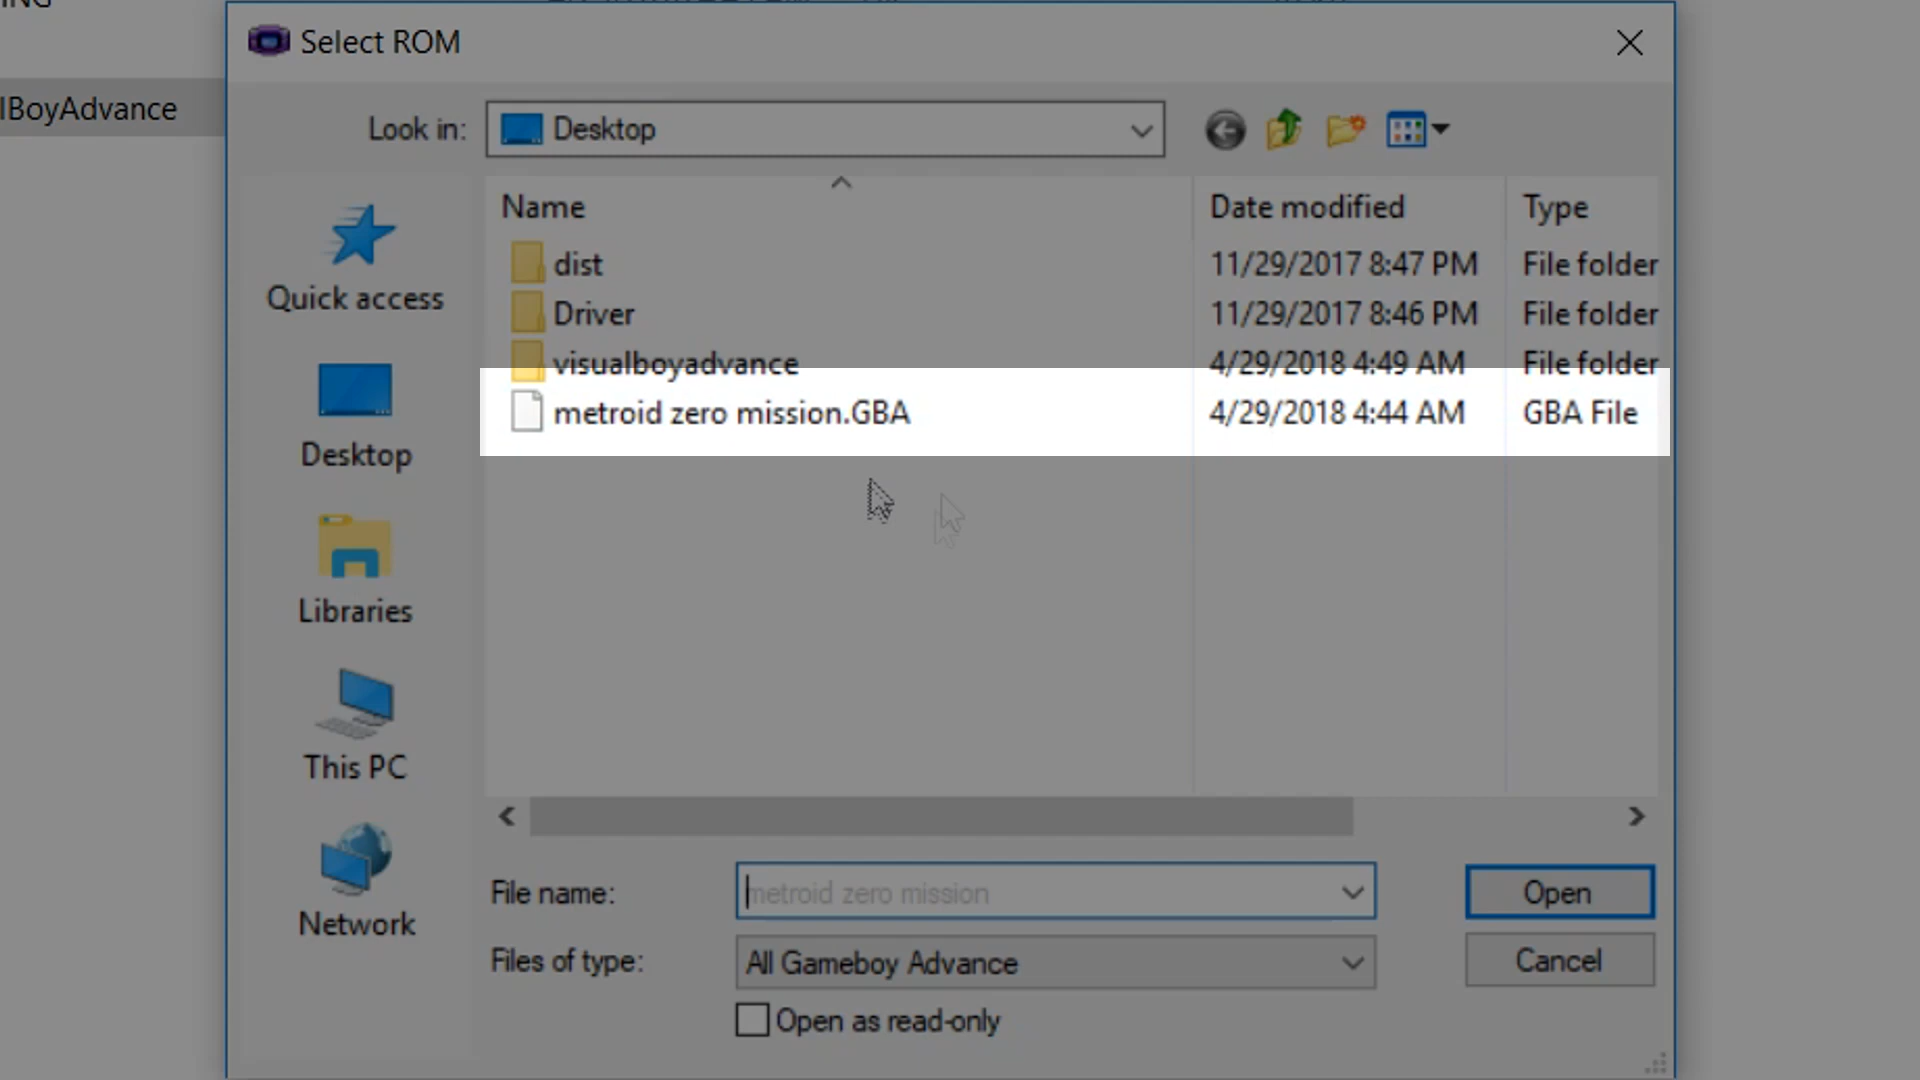 Select ROM
lBoyAdvance
Look in: Desktop
Name Date modified Type
dist 11/29/2017 8:47 PM File folder
Driver 11/29/2017 8:46 PM File folder
visualboyadvance 4/29/2018 4:49 AM File folder
metroid zero mission.GBA 4/29/2018 4:44 AM GBA File
Quick access
Desktop
Libraries
This PC
Network
File name: metroid zero mission Open
Files of type: All Gameboy Advance Cancel
Open as read-only